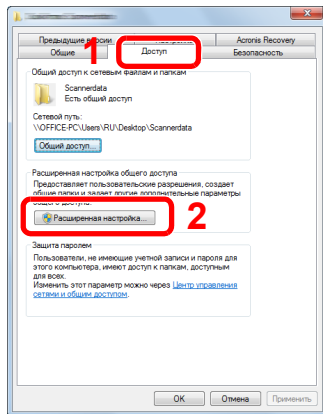 Предыдущие версии
Acronis Recovery
Общие
Доступ
Безопасность
1
Общий доступ к сетевым файлам и папкам
Scannerdata
Есть общий доступ
Сетевой путь:
\\OFFICE-PC\Users\RU\Desktop\Scannerdata
Общий доступ...
Расширенная настройка общего доступа
Предоставляет пользовательские разрешения, создает
общие папки и задает другие дополнительные параметры
общего доступа.
Расширенная настройка...
2
Защита паролем
Пользователи, не имеющие учетной записи и пароля для
этого компьютера, имеют доступ к папкам, доступным
для всех.
Изменить этот параметр можно через Центр управления
сетями и общим доступом.
OK
Отмена
Применить